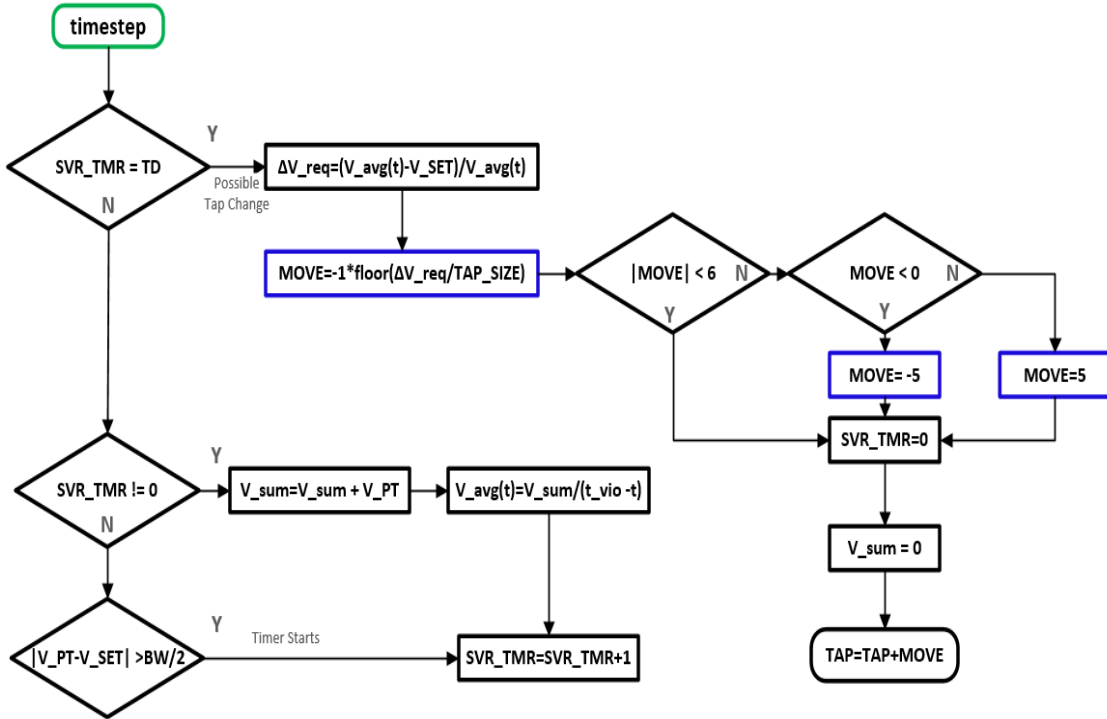 timestep
SVR_TMR = TD
Y
N
Possible
Tap Change
ΔV_req=(V_avg(t)-V_SET)/V_avg(t)
MOVE=-1*floor(ΔV_req/TAP_SIZE)
|MOVE| < 6
N
Y
MOVE < 0
N
Y
MOVE= -5
MOVE=5
SVR_TMR=0
V_sum = 0
TAP=TAP+MOVE
SVR_TMR != 0
Y
N
V_sum=V_sum + V_PT
V_avg(t)=V_sum/(t_vio -t)
|V_PT-V_SET| >BW/2
Y
Timer Starts
SVR_TMR=SVR_TMR+1